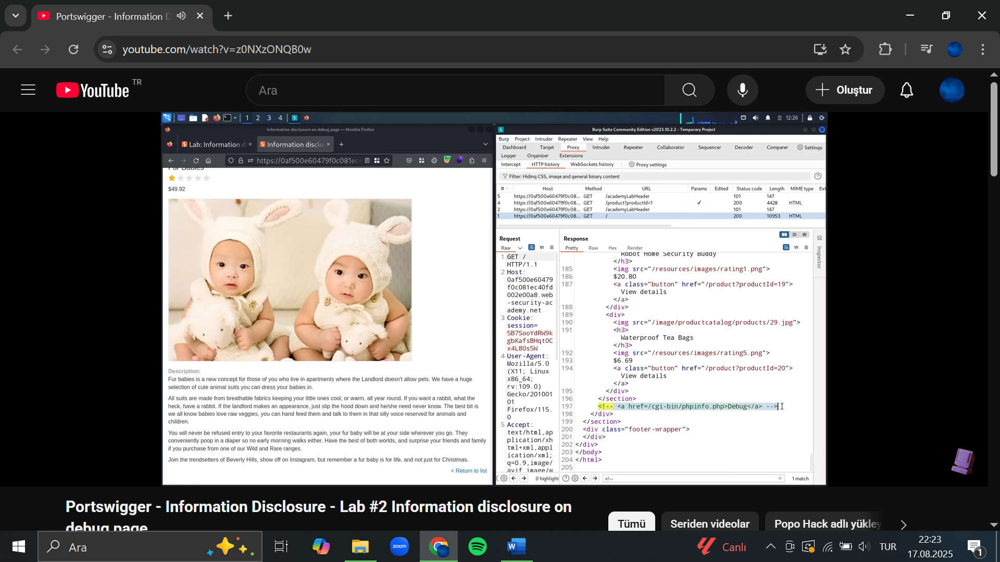 Portswigger - Information D
youtube.com/watch?v=z0NXzONQB0w
YouTube TR
Ara
Oluştur
1 2 3 4
12:26
Information disclosure on debug page — Mozilla Firefox
Lab: Information d
Information disclo
https://0af500e60479f0c081ec4
Fur Babies
$49.92
Description:
Fur babies is a new concept for those of you who live in apartments where the Landlord doesn't allow pets. We have a huge
selection of cute animal suits you can dress your babies in.
All suits are made from breathable fabrics keeping your little ones cool, or warm, all year round. If you want a rabbit, what the
heck, have a rabbit. If the landlord makes an appearance, just slip the hood down and he/she need never know. The best bit is
we all know babies love raw veggies, you can hand feed them and talk to them in that silly voice reserved for animals and
children.
You will never be refused entry to your favorite restaurants again, your fur baby will be at your side wherever you go. They
conveniently poop in a diaper so no early morning walks either. Have the best of both worlds, and surprise your friends and family
if you purchase from one of our Wild and Rare ranges.
Join the trendsetters of Beverly Hills, show off on Instagram, but remember a fur baby is for life, and not just for Christmas.
< Return to list
Burp Suite Community Edition v2023.10.2.2 - Temporary Project
Burp Project Intruder Repeater View Help
Dashboard Target Proxy Intruder Repeater Collaborator Sequencer Decoder Comparer Settings
Logger Organizer Extensions
Intercept HTTP history WebSockets history Proxy settings
Filter: Hiding CSS, image and general binary content
# Host Method URL Params Edited Status code Length MIME type Ext
5 https://0af500e60479f0c08... GET /academyLabHeader 101 147
4 https://0af500e60479f0c08... GET /product?productId=1 ✓ 200 4428 HTML
2 https://0af500e60479f0c08... GET /academyLabHeader 101 147
1 https://0af500e60479f0c08... GET / 200 10953 HTML
Request
Raw \n
1 GET /
HTTP/1.1
2 Host:
0af500e60479
f0c081ec40fd
002e00a8.web
-security-ac
ademy.net
3 Cookie:
session=
5B7SooYdRW9k
gbKafsBHqt0C
x4L80s5W
4 User-Agent:
Mozilla/5.0
(X11; Linux
x86_64;
rv:109.0)
Gecko/201001
01
Firefox/115.
0
5 Accept:
text/html,ap
plication/xh
tml+xml,appl
ication/xml;
q=0.9,image/
avif,image/w
0 highlight
Response
Pretty Raw Hex Render \n
Inspector
Robot Home Security Buddy
</h3>
185 <img src="/resources/images/rating1.png">
186 $20.80
187 <a class="button" href="/product?productId=19">
View details
</a>
188 </div>
189 <div>
190 <img src="/image/productcatalog/products/29.jpg">
191 <h3>
Waterproof Tea Bags
</h3>
192 <img src="/resources/images/rating5.png">
193 $6.69
194 <a class="button" href="/product?productId=20">
View details
</a>
195 </div>
196 </section>
197 <!-- <a href=/cgi-bin/phpinfo.php>Debug</a> -->
198 </div>
199 </section>
200 <div class="footer-wrapper">
201 </div>
202 </div>
203 </body>
204 </html>
205
<!--
1 match
Portswigger - Information Disclosure - Lab #2 Information disclosure on
debug page
Tümü
Seriden videolar
Popo Hack adlı yükley
Ara
zoom
W
Canlı
TUR
22:23
17.08.2025
1